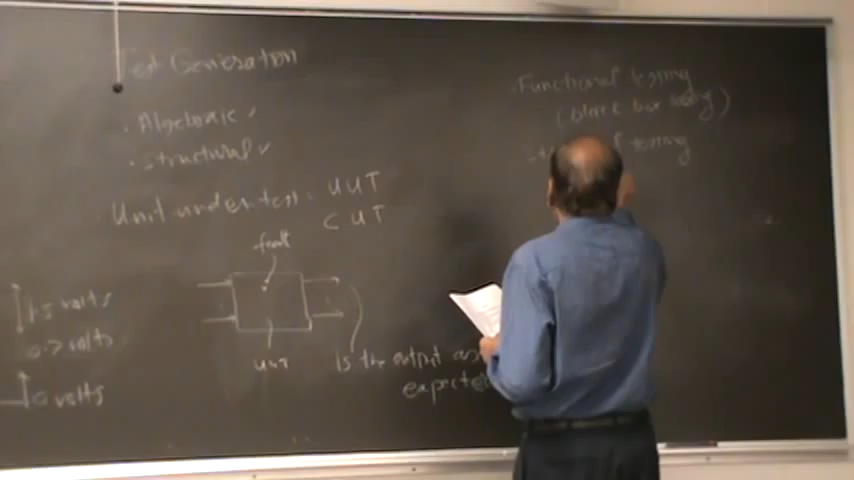 Test Generation
· Algebraic ✓
· structural ✓
Unit under test: UUT
CUT
fault
UUT
is the output as
expected
1.5 volts
0.7 volts
0 volts
· Functional testing
(black box testing)
testing